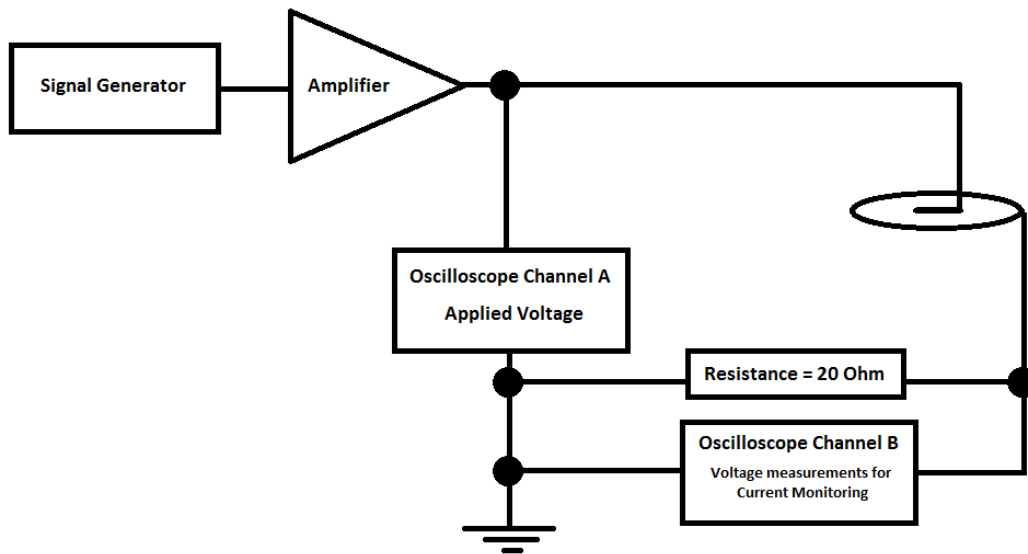 Signal Generator
Amplifier
Oscilloscope Channel A
Applied Voltage
Resistance = 20 Ohm
Oscilloscope Channel B
Voltage measurements for
Current Monitoring